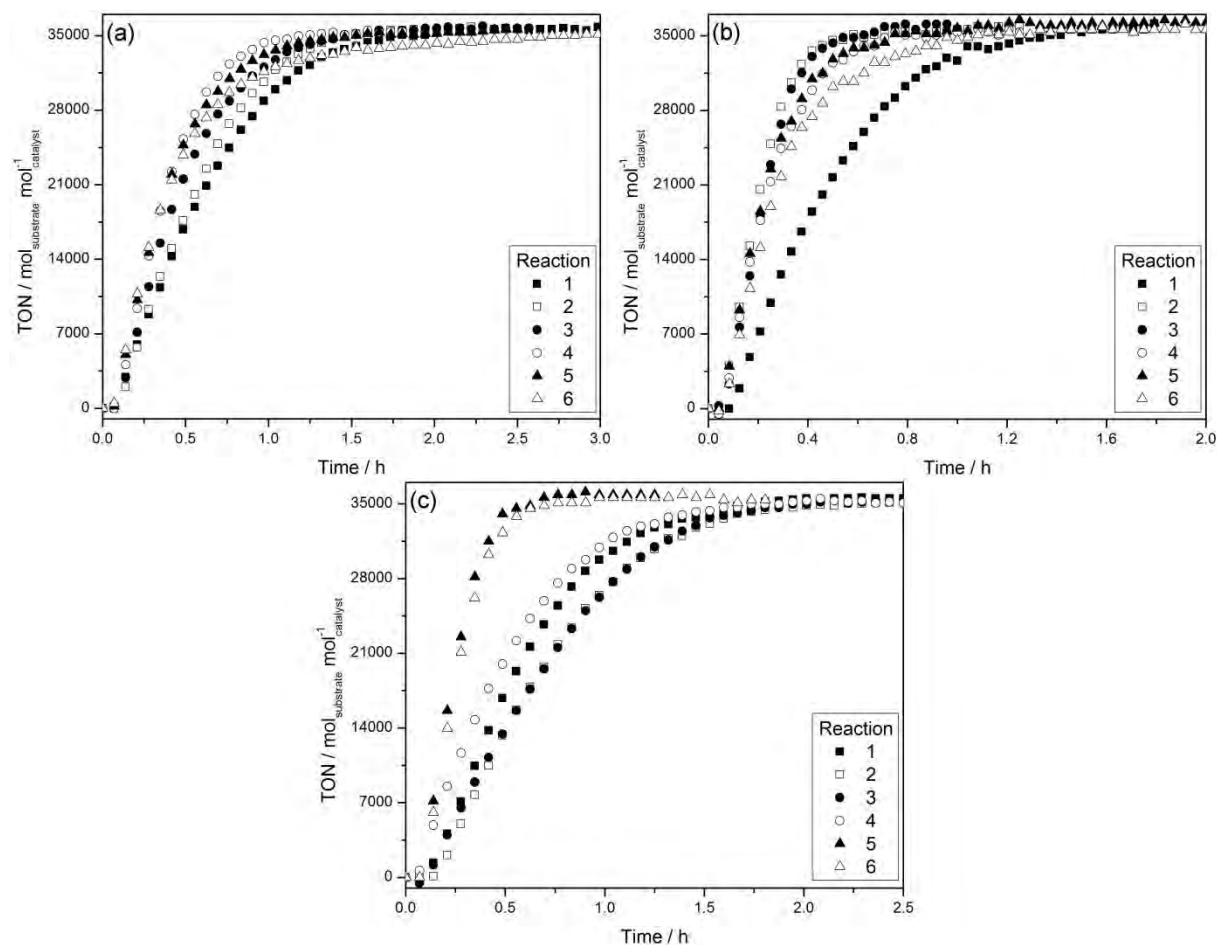 (a)
TON / mol substrate mol⁻¹ catalyst
35000
28000
21000
14000
7000
0
0.0 0.5 1.0 1.5 2.0 2.5 3.0
Time / h
Reaction
1
2
3
4
5
6
(b)
TON / mol substrate mol⁻¹ catalyst
35000
28000
21000
14000
7000
0
0.0 0.4 0.8 1.2 1.6 2.0
Time / h
Reaction
1
2
3
4
5
6
(c)
TON / mol substrate mol⁻¹ catalyst
35000
28000
21000
14000
7000
0
0.0 0.5 1.0 1.5 2.0 2.5
Time / h
Reaction
1
2
3
4
5
6